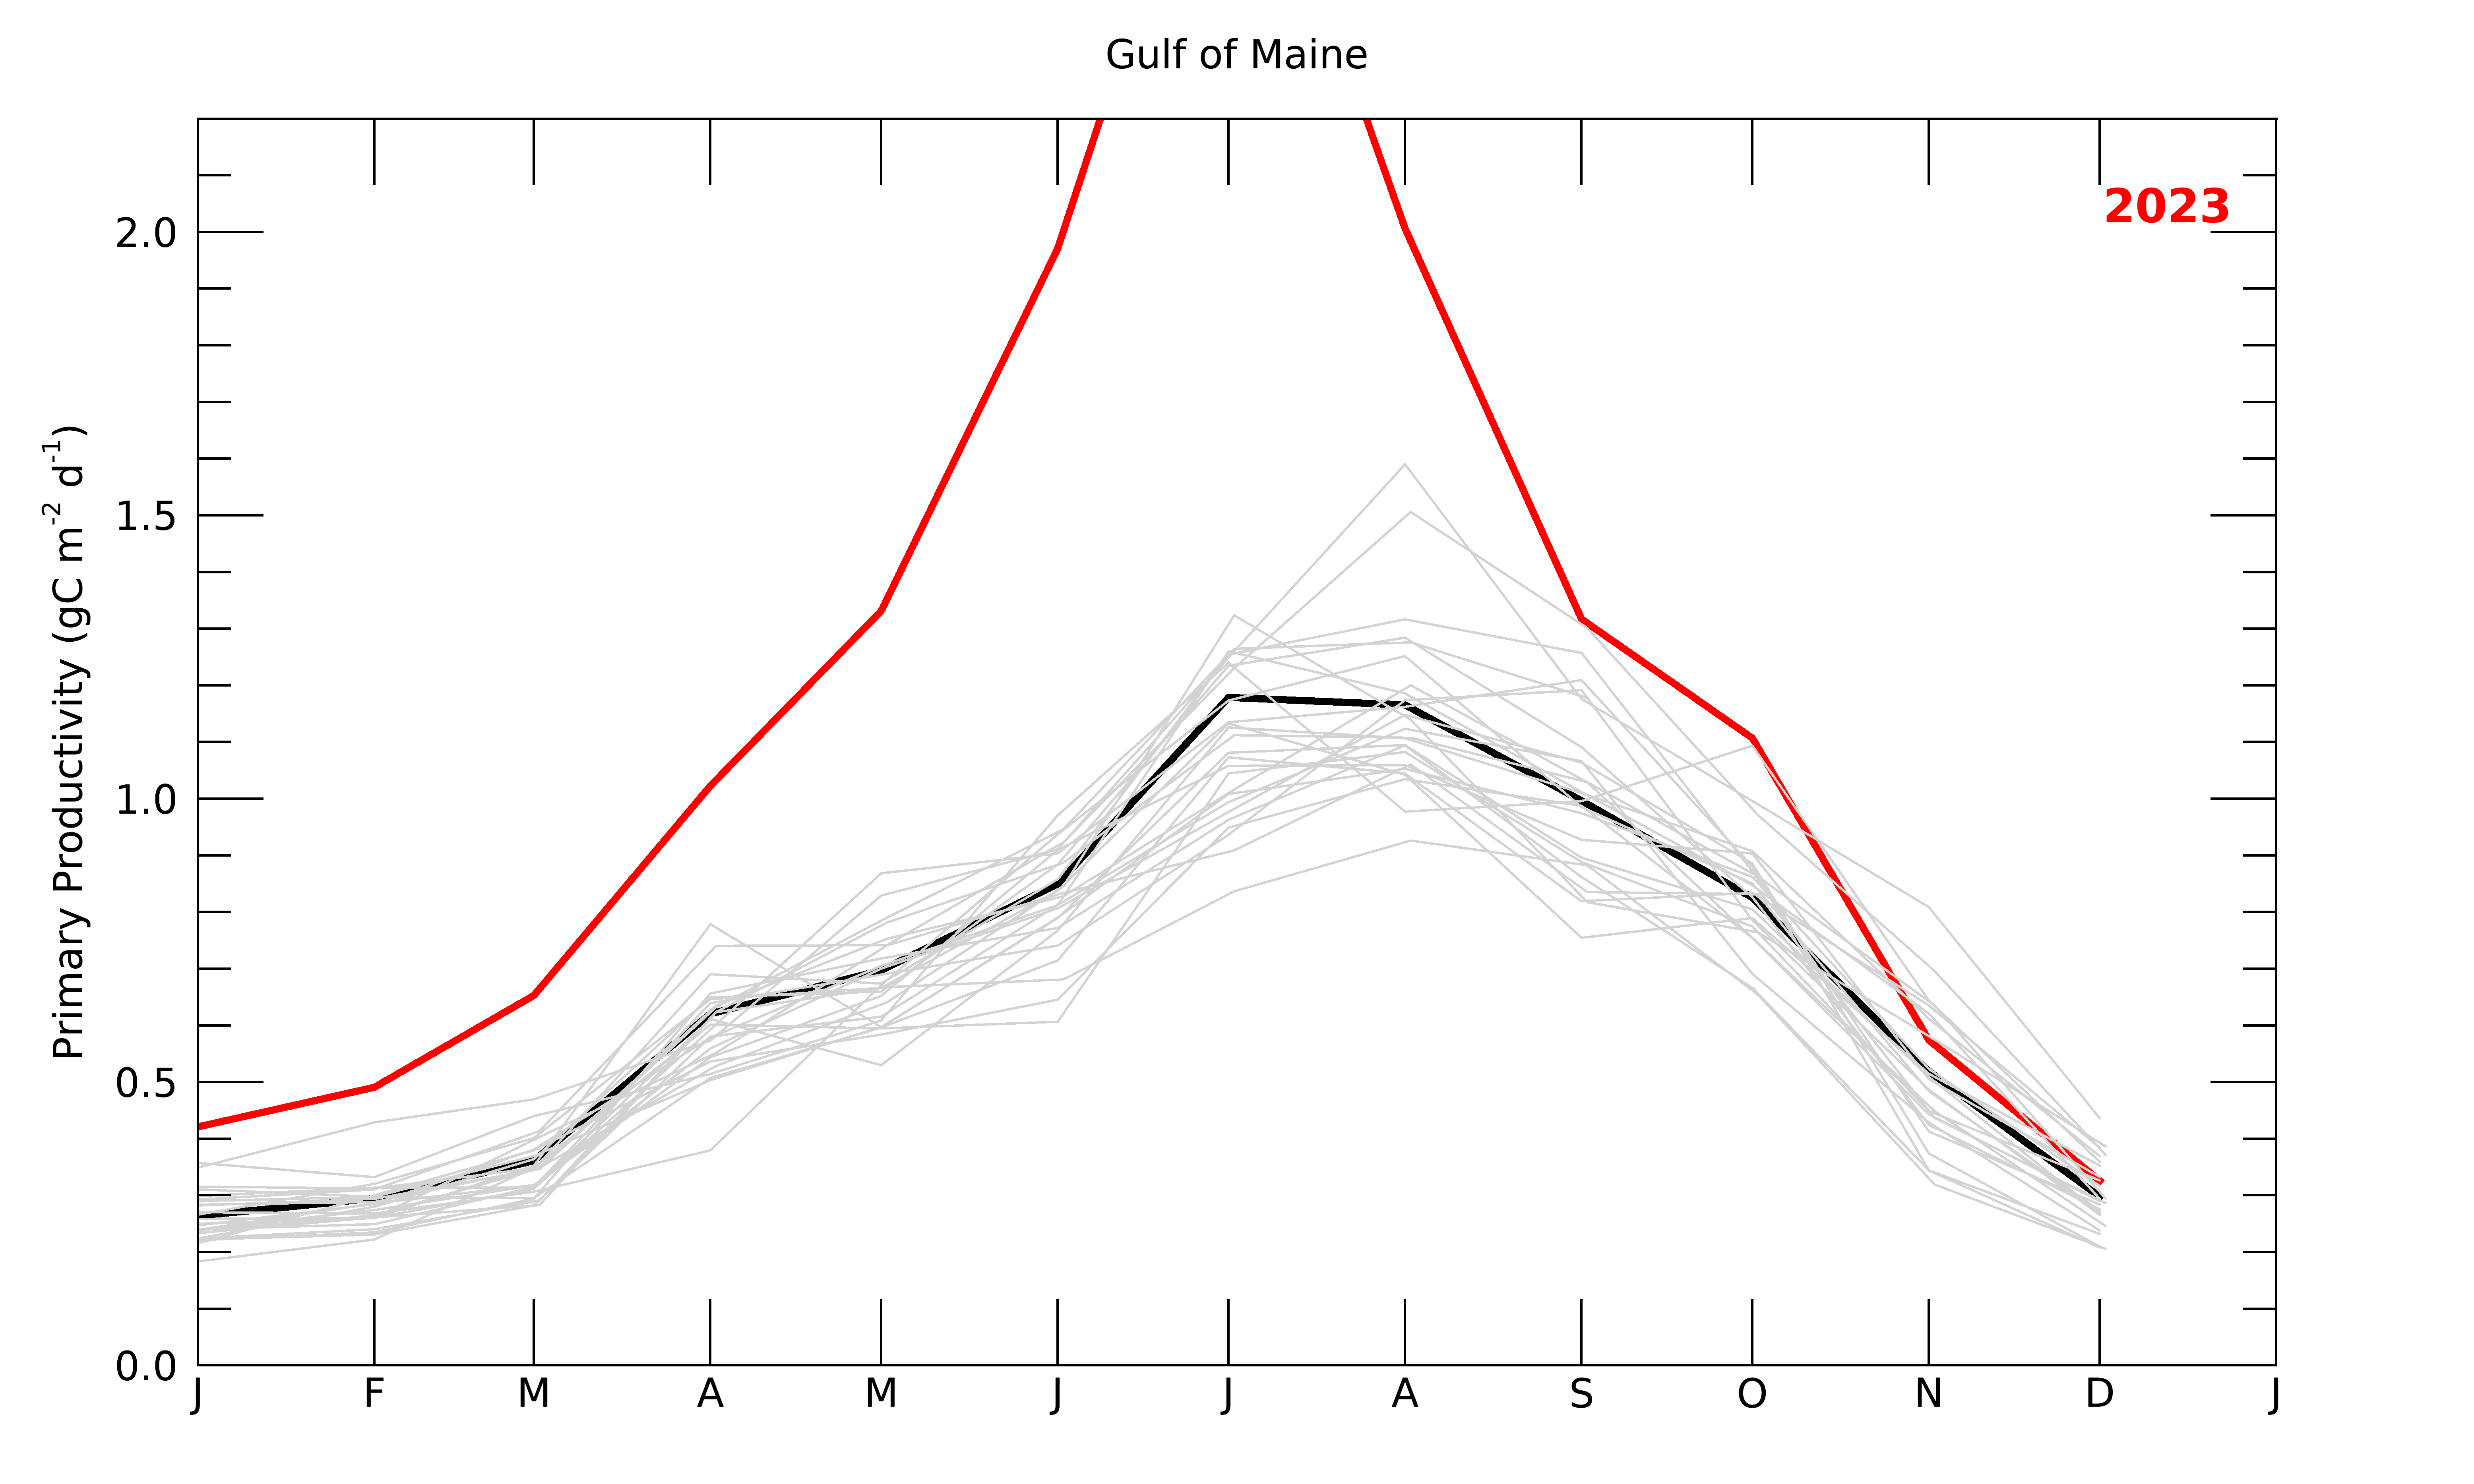 Gulf of Maine
2023
2.0
1.5
1.0
0.5
0.0
Primary Productivity (gC m-2 d-1)
J F M A M J J A S O N D J